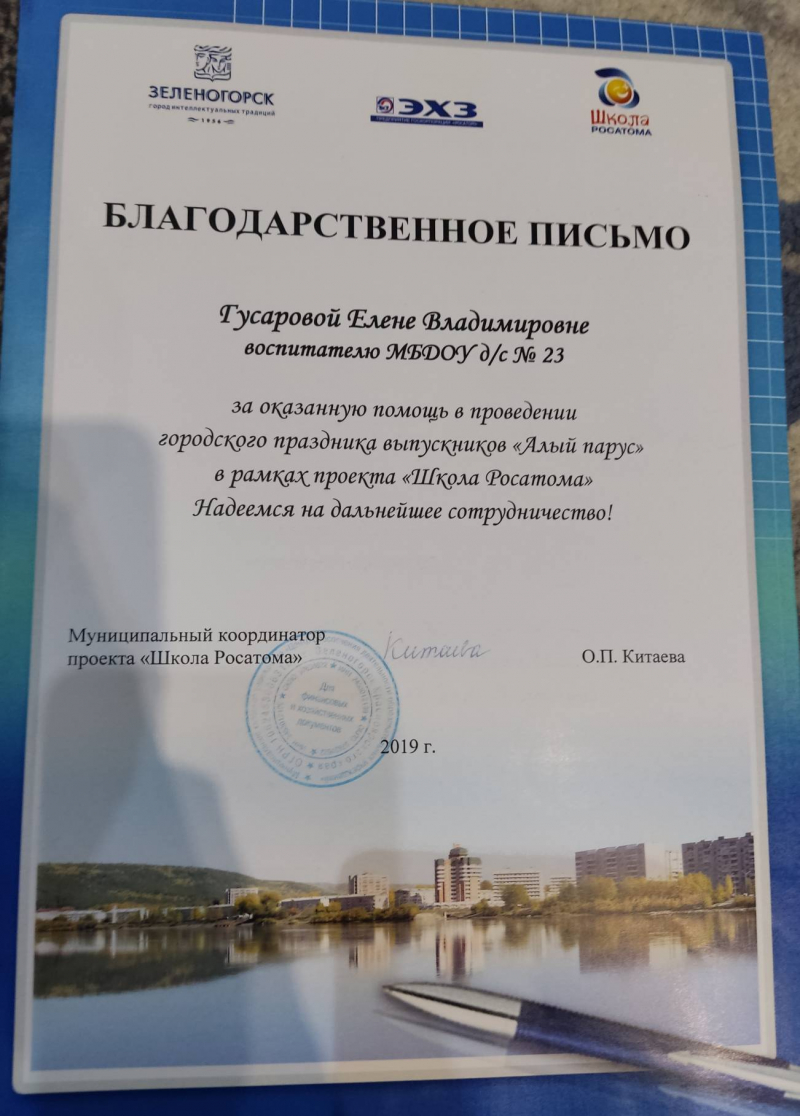 ЗЕЛЕНОГОРСК
город интеллектуальных традиций
1956
ЭХЗ
Школа
РОСАТОМА
БЛАГОДАРСТВЕННОЕ ПИСЬМО
Гусаровой Елене Владимировне
воспитателю МБДОУ д/с № 23
за оказанную помощь в проведении
городского праздника выпускников «Алый парус»
в рамках проекта «Школа Росатома»
Надеемся на дальнейшее сотрудничество!
Муниципальный координатор
проекта «Школа Росатома»
Китаева
О.П. Китаева
Для
финансовых
и хозяйственных
документов
2019 г.